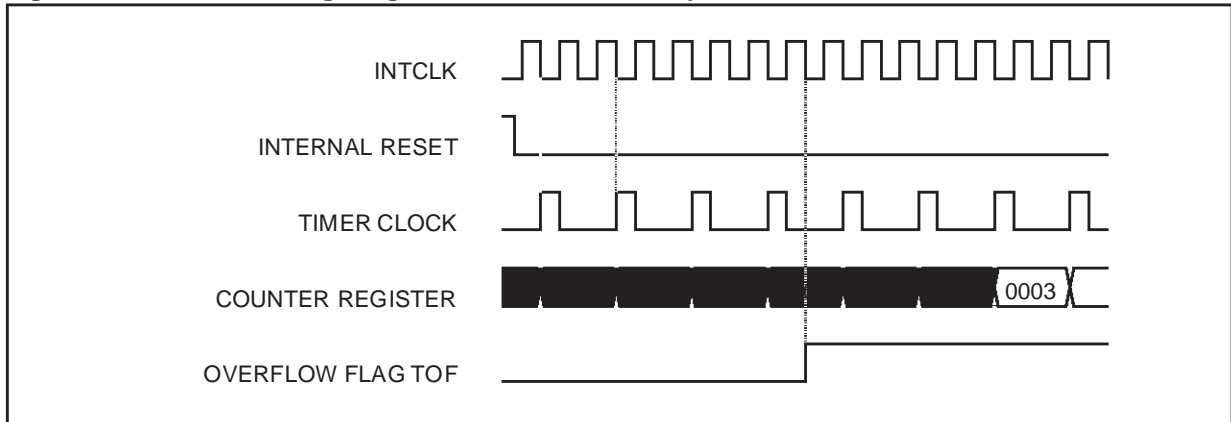 INTCLK
INTERNAL RESET
TIMER CLOCK
COUNTER REGISTER
0003
OVERFLOW FLAG TOF